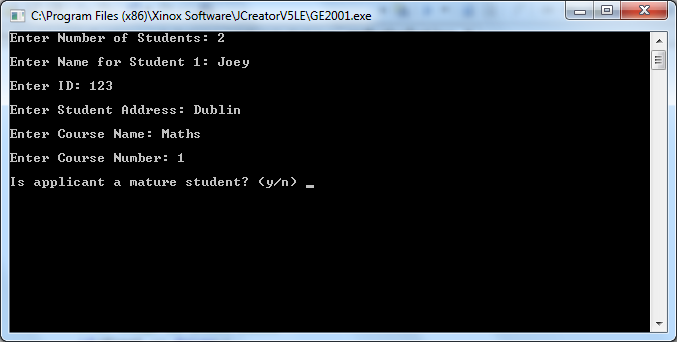 C:\Program Files (x86)\Xinox Software\JCreatorV5LE\GE2001.exe
Enter Number of Students: 2
Enter Name for Student 1: Joey
Enter ID: 123
Enter Student Address: Dublin
Enter Course Name: Maths
Enter Course Number: 1
Is applicant a mature student? (y/n) _